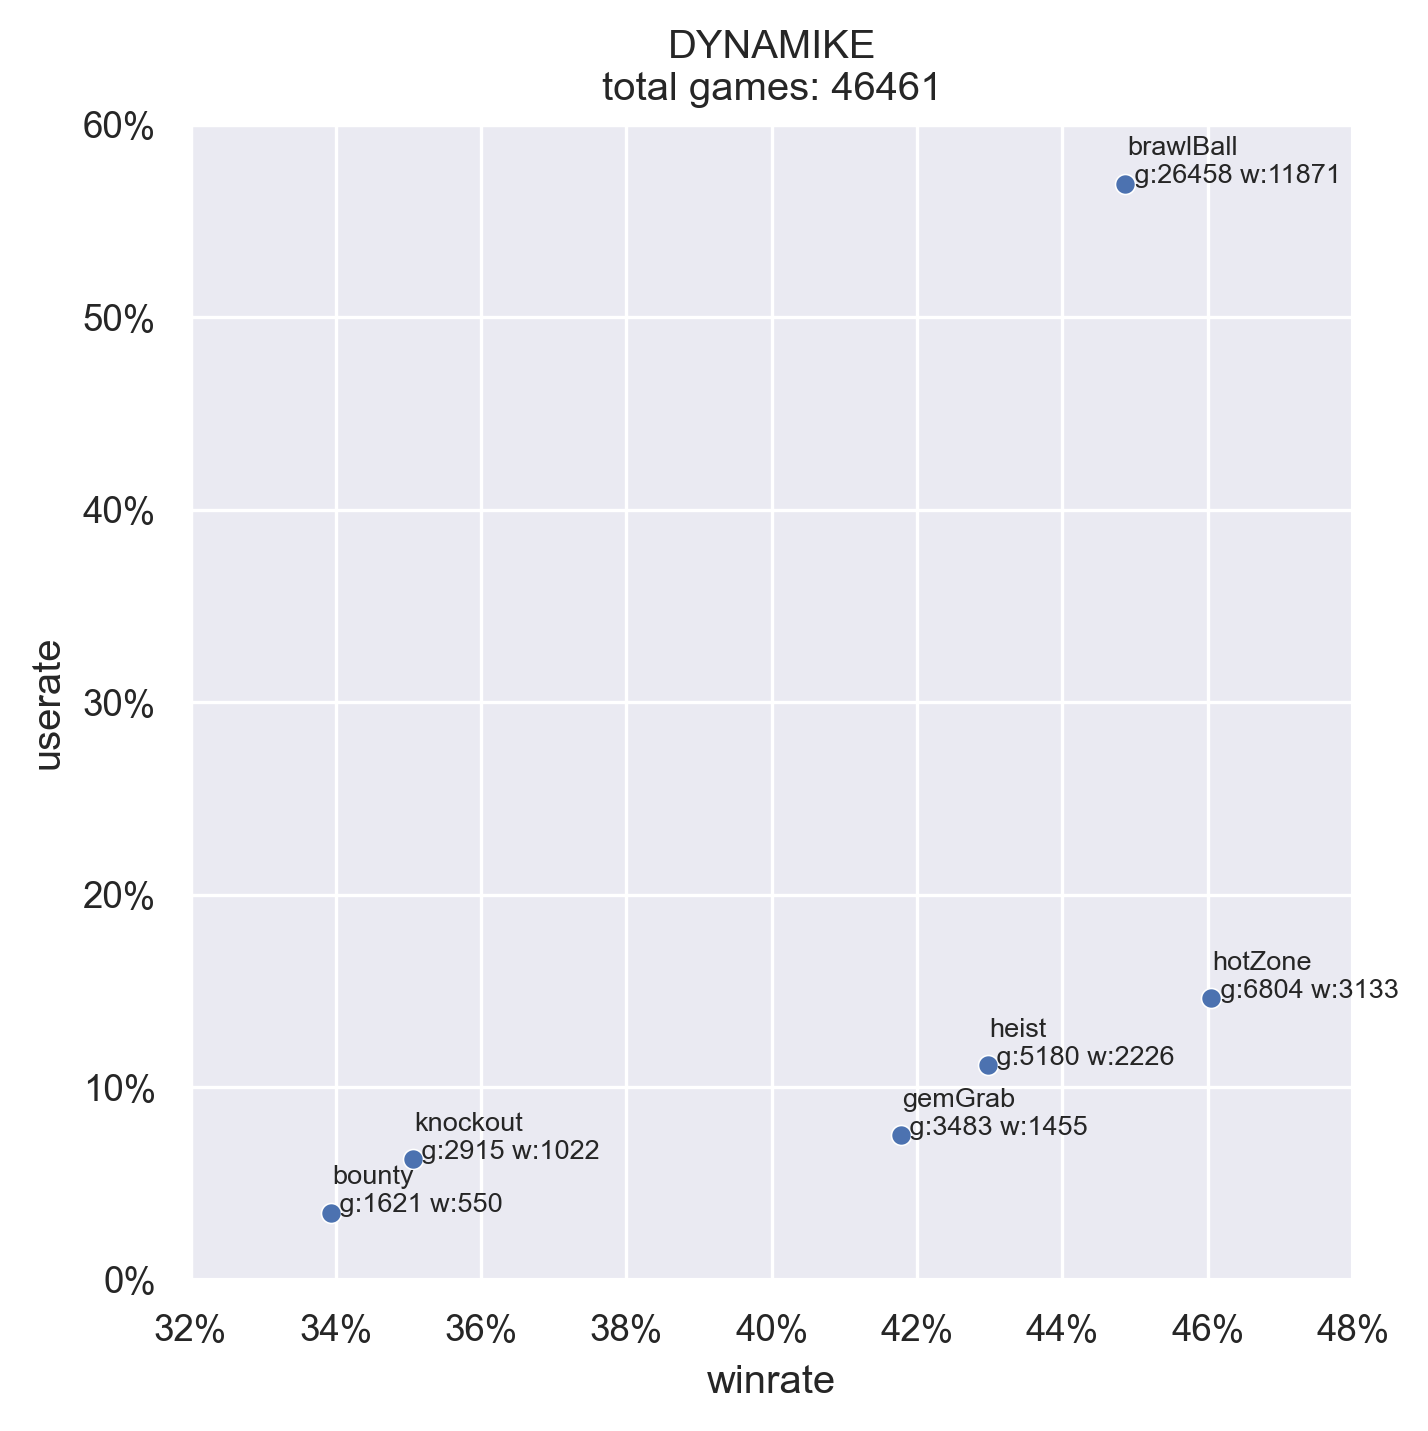 DYNAMIKE
total games: 46461
60%
brawlBall
g:26458 w:11871
50%
40%
userate
30%
20%
hotZone
g:6804 w:3133
heist
g:5180 w:2226
10%
gemGrab
g:3483 w:1455
knockout
g:2915 w:1022
bounty
g:1621 w:550
0%
32% 34% 36% 38% 40% 42% 44% 46% 48%
winrate